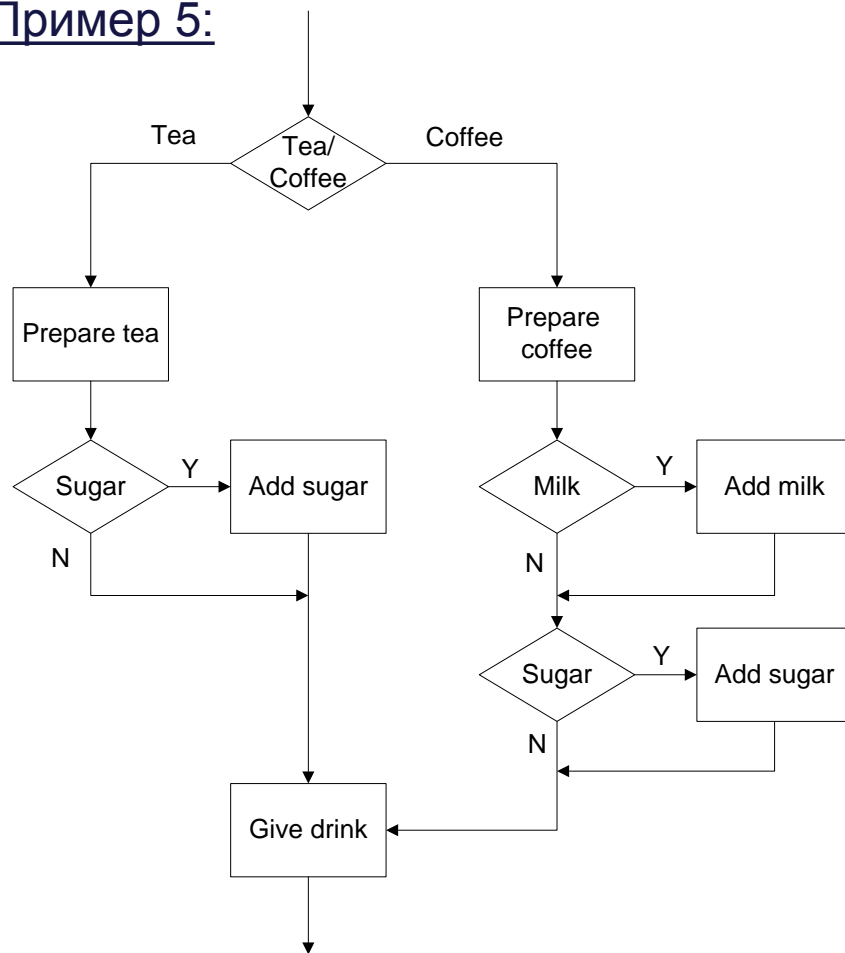 Пример 5:
Tea
Tea/
Coffee
Coffee
Prepare tea
Prepare
coffee
Sugar
Y
Add sugar
N
Milk
Y
Add milk
N
Sugar
Y
Add sugar
N
Give drink